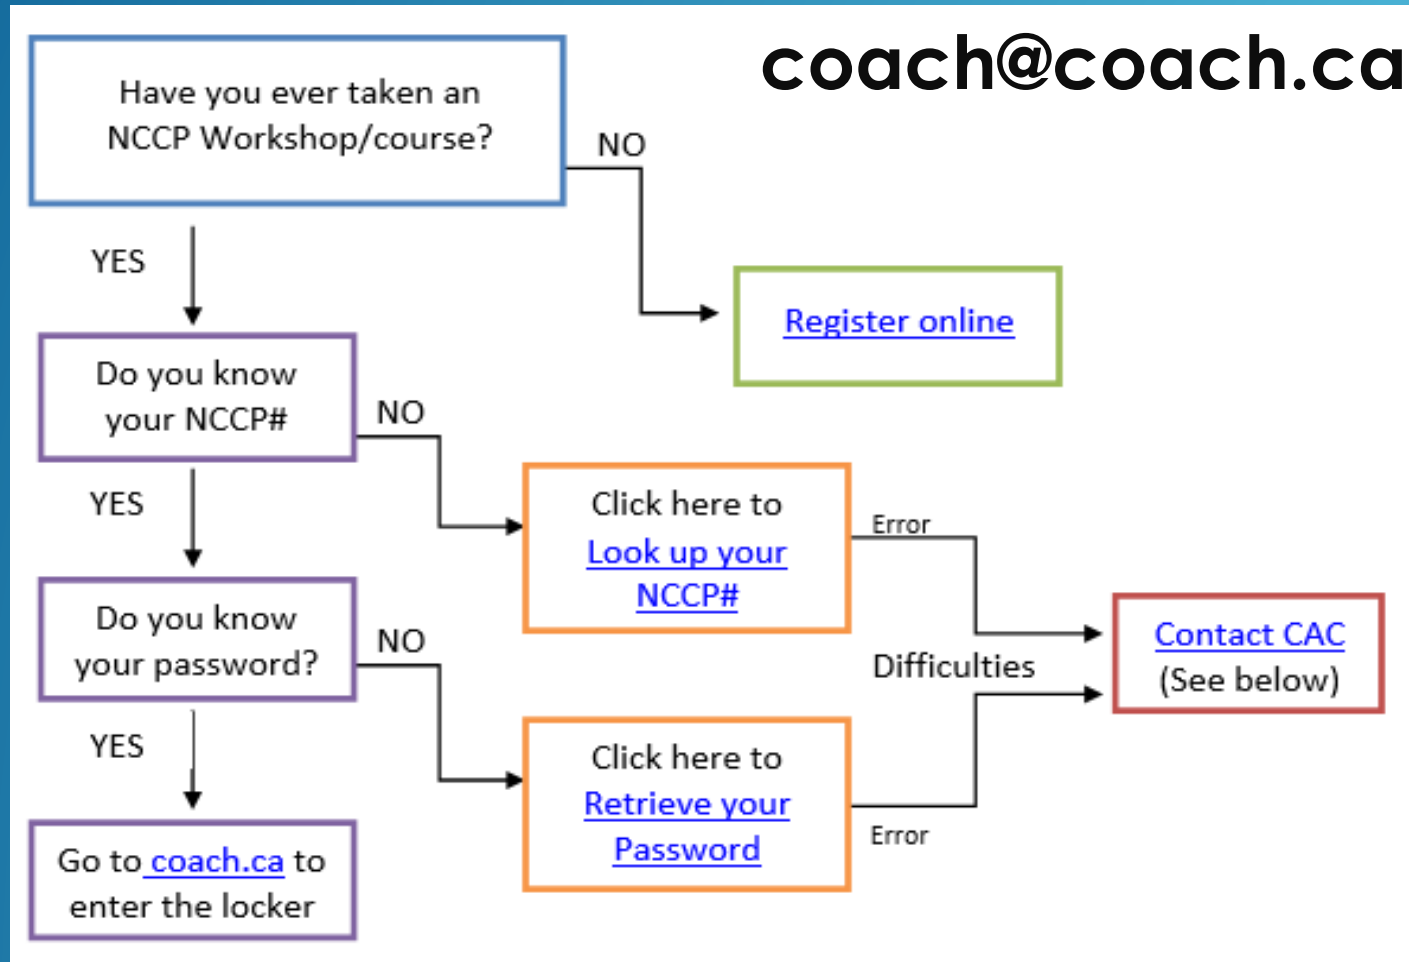 coach@coach.ca
Have you ever taken an
NCCP Workshop/course?
NO
YES
Register online
Do you know
your NCCP#
NO
YES
Click here to
Look up your
NCCP#
Error
Do you know
your password?
NO
Difficulties
Contact CAC
(See below)
YES
Click here to
Retrieve your
Password
Error
Go to coach.ca to
enter the locker